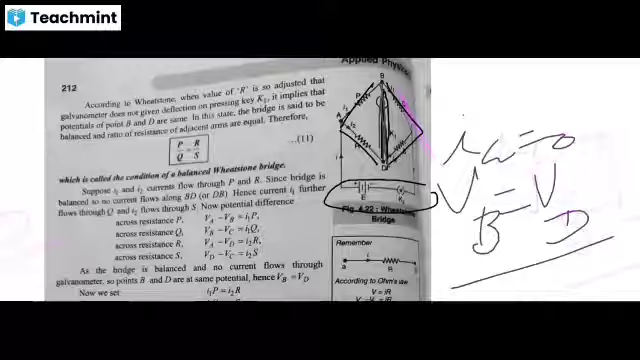 Teachmint
212
Applied Physic
According to Wheatstone, when value of 'R' is so adjusted that
galvanometer does not given deflection on pressing key K₁, it implies that
potentials of point B and D are same. In this state, the bridge is said to be
balanced and ratio of resistance of adjacent arms are equal. Therefore,
P/Q = R/S ...(11)
which is called the condition of a balanced Wheatstone bridge.
Suppose i₁ and i₂ currents flow through P and R. Since bridge is
balanced so no current flows along BD (or DB). Hence current i₁ further
flows through Q and i₂ flows through S. Now potential difference
across resistance P, V_A – V_B = i₁P,
across resistance Q, V_B – V_C = i₁Q,
across resistance R, V_A – V_D = i₂R,
across resistance S, V_D – V_C = i₂S
As the bridge is balanced and no current flows through
galvanometer, so points B and D are at same potential, hence V_B = V_D
Now we set
i₁P = i₂R
B
P
A
K₁
D
E
Fig. 4.22 : Wheatstone
Bridge
Remember
a
i
R
According to Ohm's law
V = iR
=0
V = V
B D